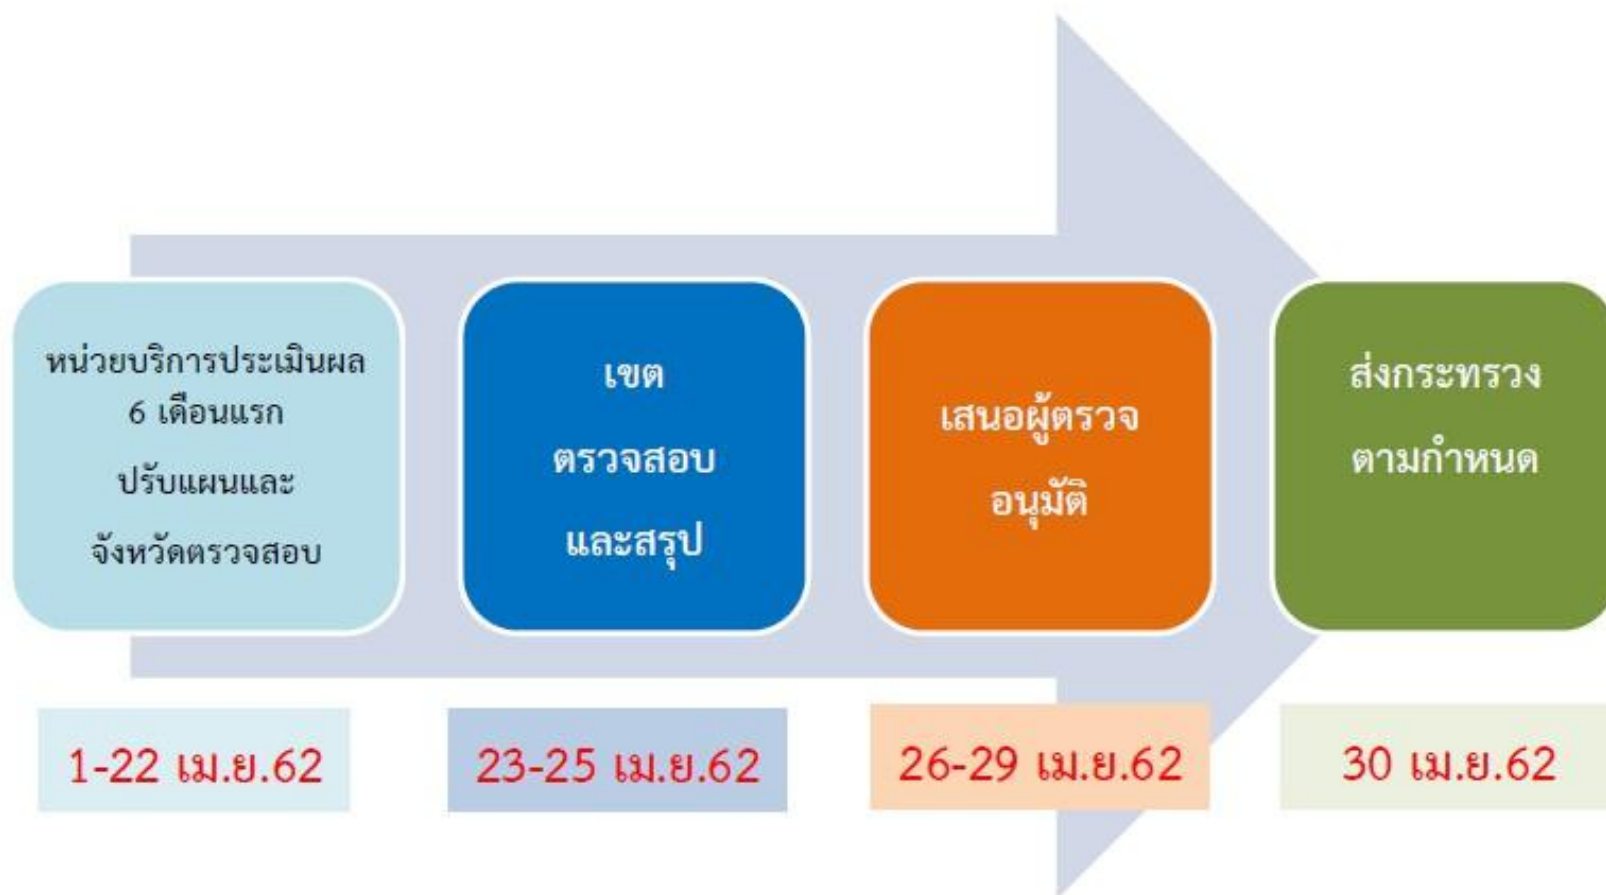 หน่วยบริการประเมินผล
6 เดือนแรก
ปรับแผนและ
จังหวัดตรวจสอบ
เขต
ตรวจสอบ
และสรุป
เสนอผู้ตรวจ
อนุมัติ
ส่งกระทรวง
ตามกำหนด
1-22 เม.ย.62
23-25 เม.ย.62
26-29 เม.ย.62
30 เม.ย.62